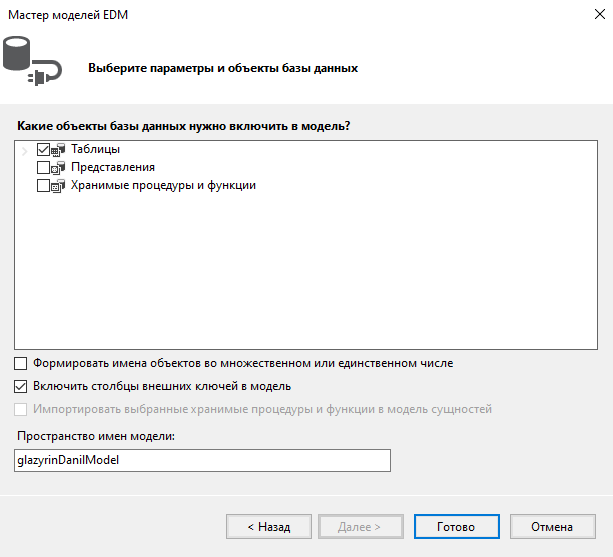 Мастер моделей EDM
Выберите параметры и объекты базы данных
Какие объекты базы данных нужно включить в модель?
Таблицы
Представления
Хранимые процедуры и функции
Формировать имена объектов во множественном или единственном числе
Включить столбцы внешних ключей в модель
Импортировать выбранные хранимые процедуры и функции в модель сущностей
Пространство имен модели:
glazyrinDanilModel
< Назад
Далее >
Готово
Отмена